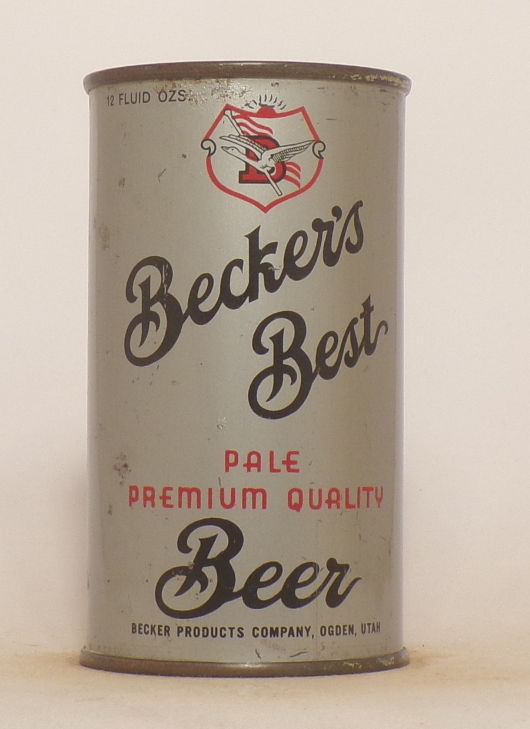 12 FLUID OZS.
B
Becker's
Best
PALE
PREMIUM QUALITY
Beer
BECKER PRODUCTS COMPANY, OGDEN, UTAH